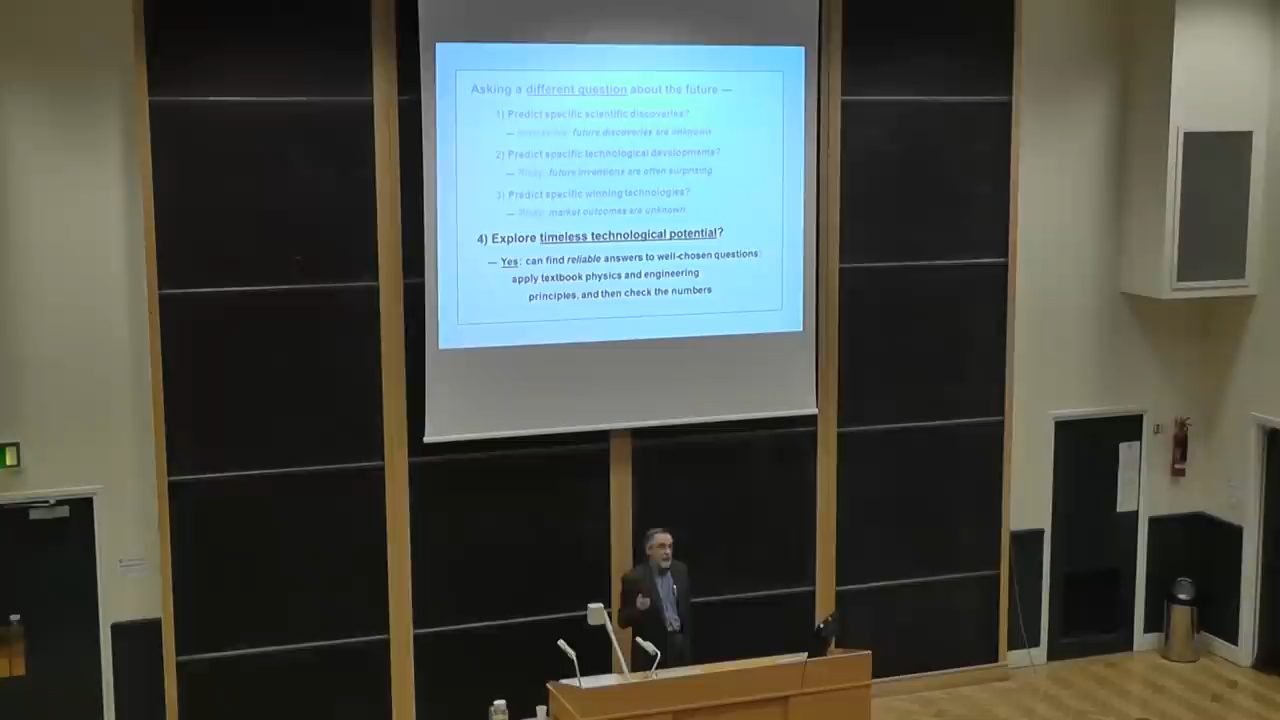 Asking a different question about the future —
1) Predict specific scientific discoveries?
— future discoveries are unknown
2) Predict specific technological developments?
— Risky: future inventions are often surprising
3) Predict specific winning technologies?
— Risky: market outcomes are unknown
4) Explore timeless technological potential?
— Yes: can find reliable answers to well-chosen questions:
apply textbook physics and engineering
principles, and then check the numbers